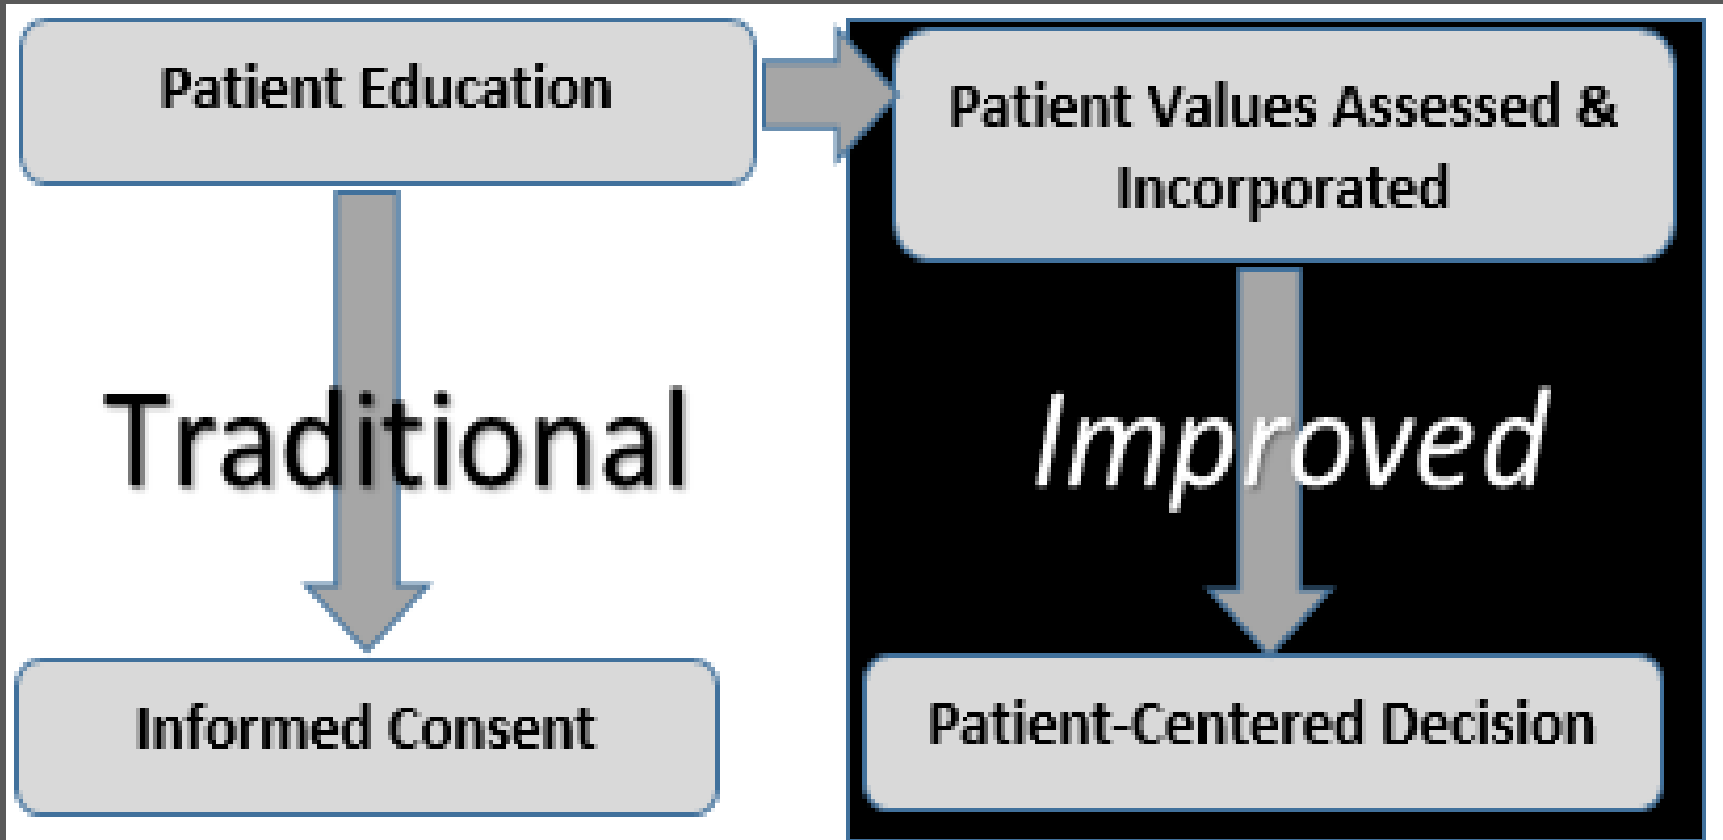 Patient Education
Patient Values Assessed &
Incorporated
Traditional
Improved
Informed Consent
Patient-Centered Decision